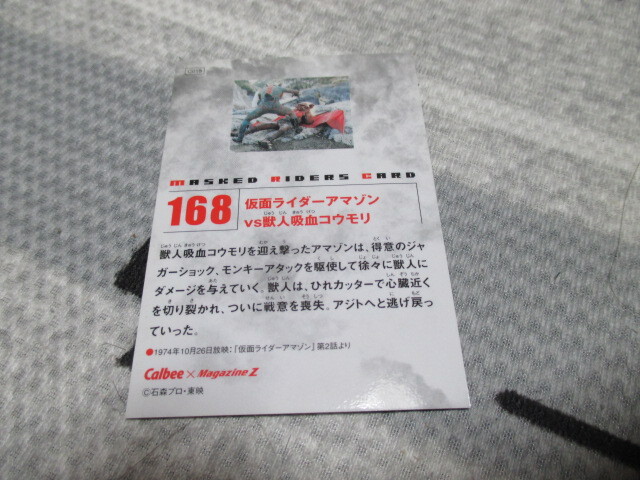 MASKED RIDERS CARD
168
仮面ライダーアマゾン
vs獣人吸血コウモリ
獣人吸血コウモリを迎え撃ったアマゾンは、得意のジャ
ガーショック、モンキーアタックを駆使して徐々に獣人に
ダメージを与えていく。獣人は、ひれカッターで心臓近く
を切り裂かれ、ついに戦意を喪失。アジトへと逃げ戻っ
ていった。
●1974年10月26日放映：『仮面ライダーアマゾン』第2話より
Calbee × Magazine Z
©石森プロ・東映